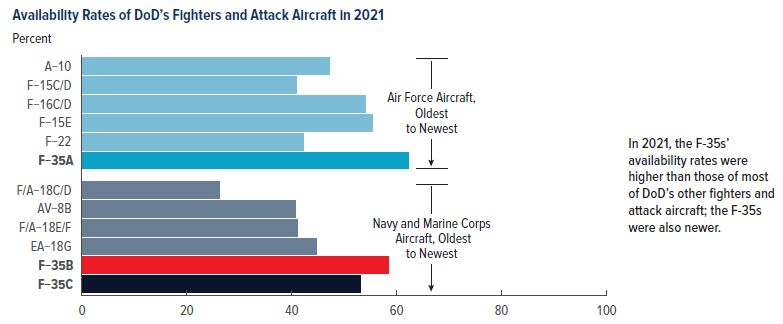 Availability Rates of DoD's Fighters and Attack Aircraft in 2021
Percent
A–10
F–15C/D
F–16C/D
F–15E
F–22
F–35A
Air Force Aircraft,
Oldest
to Newest
F/A–18C/D
AV–8B
F/A–18E/F
EA–18G
F–35B
F–35C
Navy and Marine Corps
Aircraft, Oldest
to Newest
0
20
40
60
80
100
In 2021, the F-35s'
availability rates were
higher than those of most
of DoD's other fighters and
attack aircraft; the F-35s
were also newer.